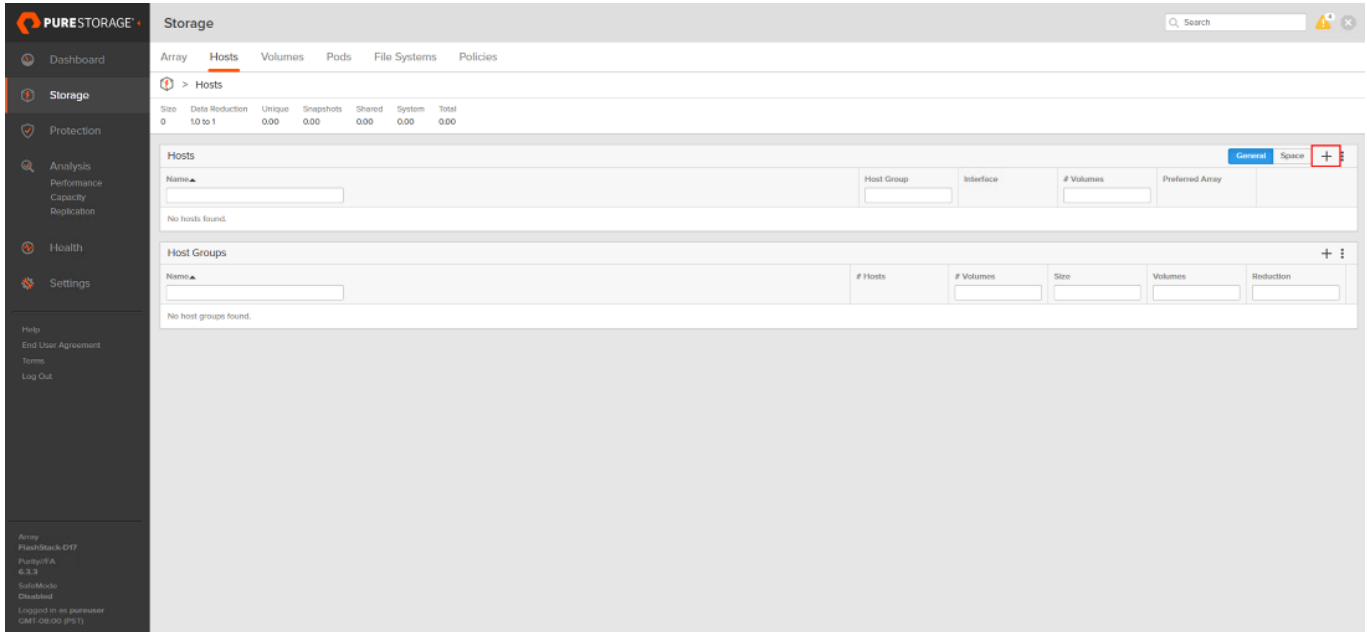 PURESTORAGE
Storage
Search
4
Dashboard
Storage
Protection
Analysis
Performance
Capacity
Replication
Health
Settings
Help
End User Agreement
Terms
Log Out
Array
FlashStack-D17
Purity//FA
6.3.3
SafeMode
Disabled
Logged in as pureuser
GMT-08:00 (PST)
Array Hosts Volumes Pods File Systems Policies
> Hosts
Size Data Reduction Unique Snapshots Shared System Total
0 1.0 to 1 0.00 0.00 0.00 0.00 0.00
Hosts General Space +
Name Host Group Interface # Volumes Preferred Array
No hosts found.
Host Groups +
Name # Hosts # Volumes Size Volumes Reduction
No host groups found.